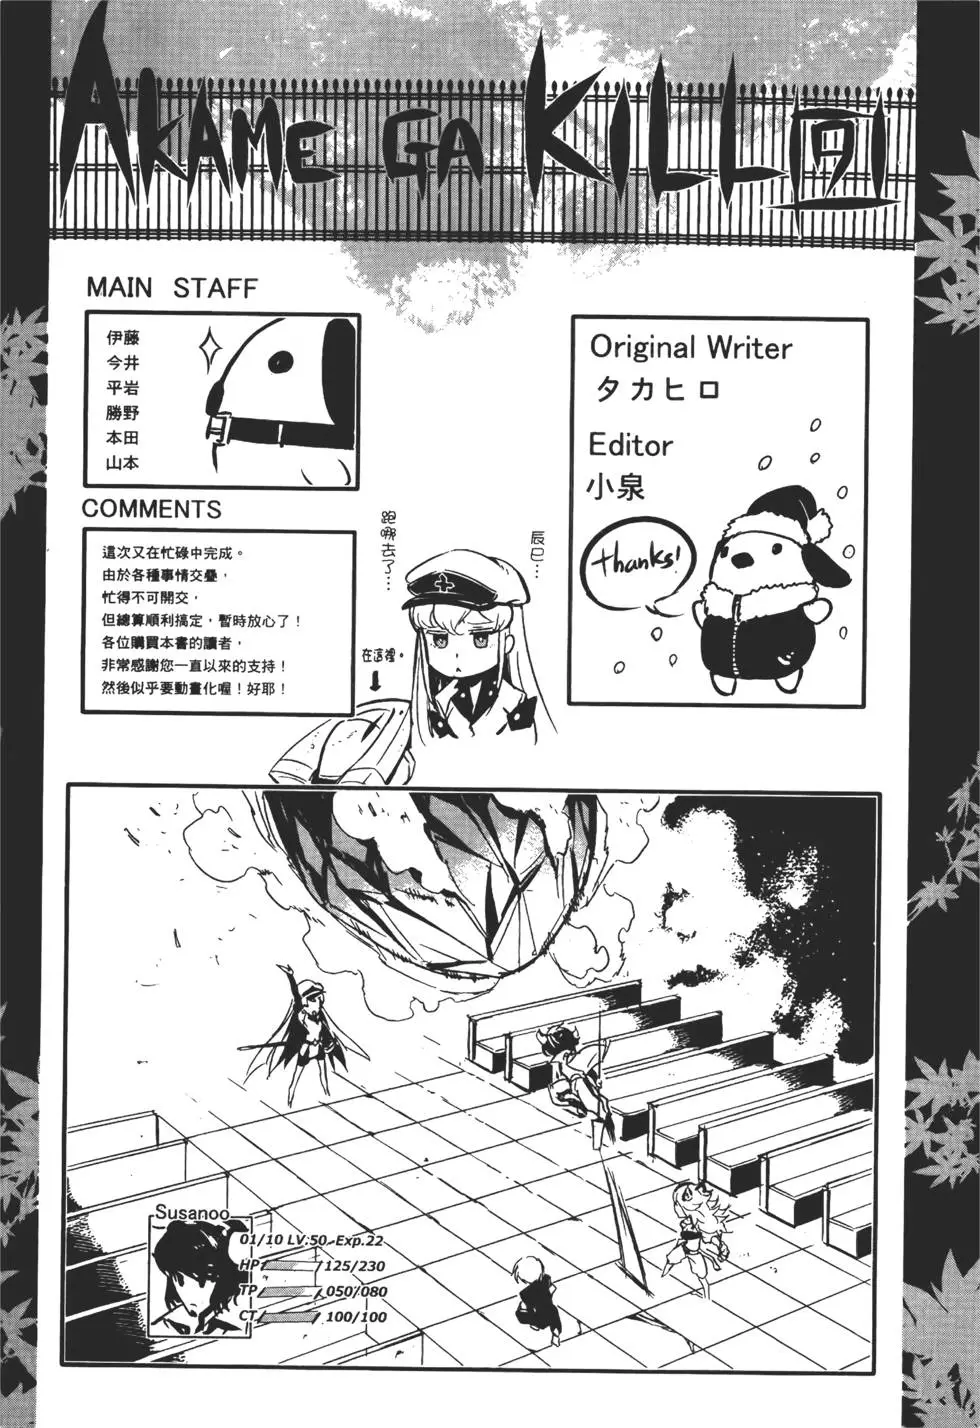 AKAME GA KILL
MAIN STAFF
伊藤
今井
平岩
勝野
本田
山本
Original Writer
タカヒロ
Editor
小泉
thanks!
COMMENTS
這次又在忙碌中完成。
由於各種事情交疊，
忙得不可開交，
但總算順利搞定，暫時放心了！
各位購買本書的讀者，
非常感謝您一直以來的支持！
然後似乎要動畫化喔！好耶！
辰巳…
跑哪去了…
在這裡。
Susanoo
01/10 LV.50 Exp.22
HP 125/230
TP 050/080
CT 100/100